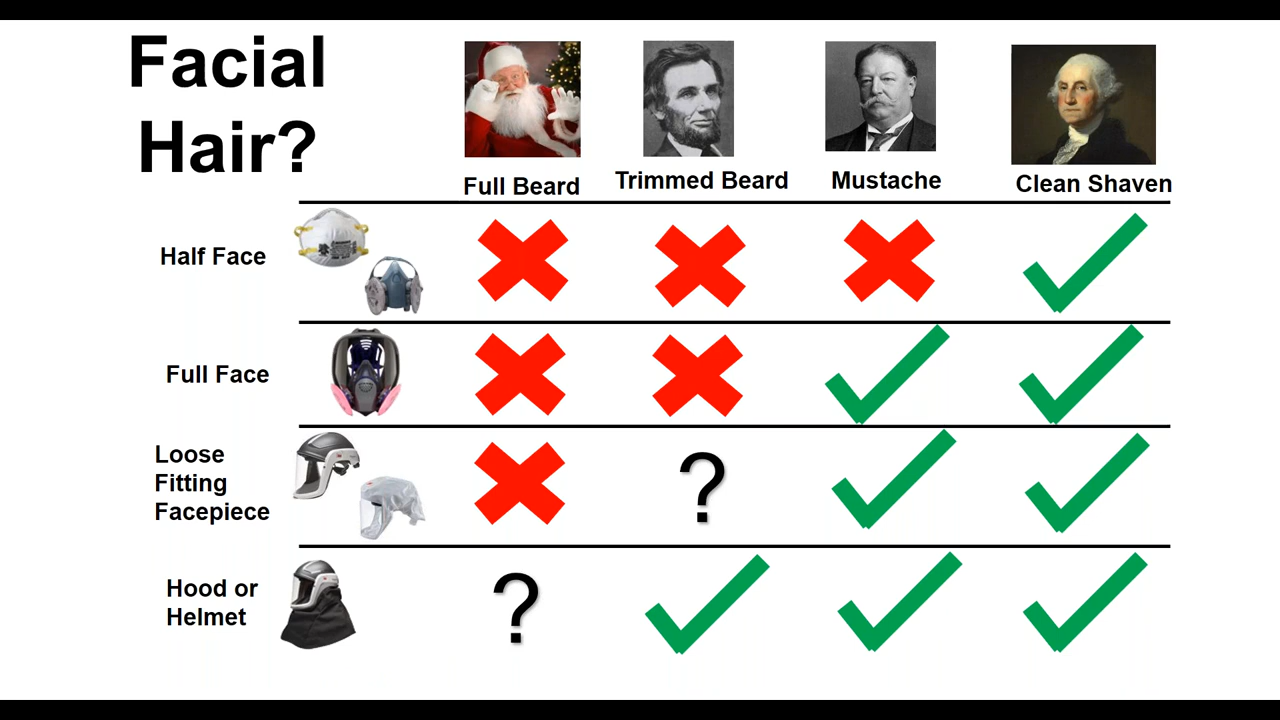 Facial
Hair?
Full Beard
Trimmed Beard
Mustache
Clean Shaven
Half Face
Full Face
Loose
Fitting
Facepiece
?
?
Hood or
Helmet